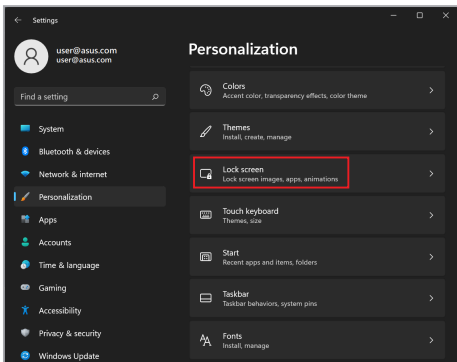 Settings
user@asus.com
user@asus.com
Find a setting
System
Bluetooth & devices
Network & internet
Personalization
Apps
Accounts
Time & language
Gaming
Accessibility
Privacy & security
Windows Update
Personalization
Colors
Accent color, transparency effects, color theme
Themes
Install, create, manage
Lock screen
Lock screen images, apps, animations
Touch keyboard
Themes, size
Start
Recent apps and items, folders
Taskbar
Taskbar behaviors, system pins
Fonts
Install, manage